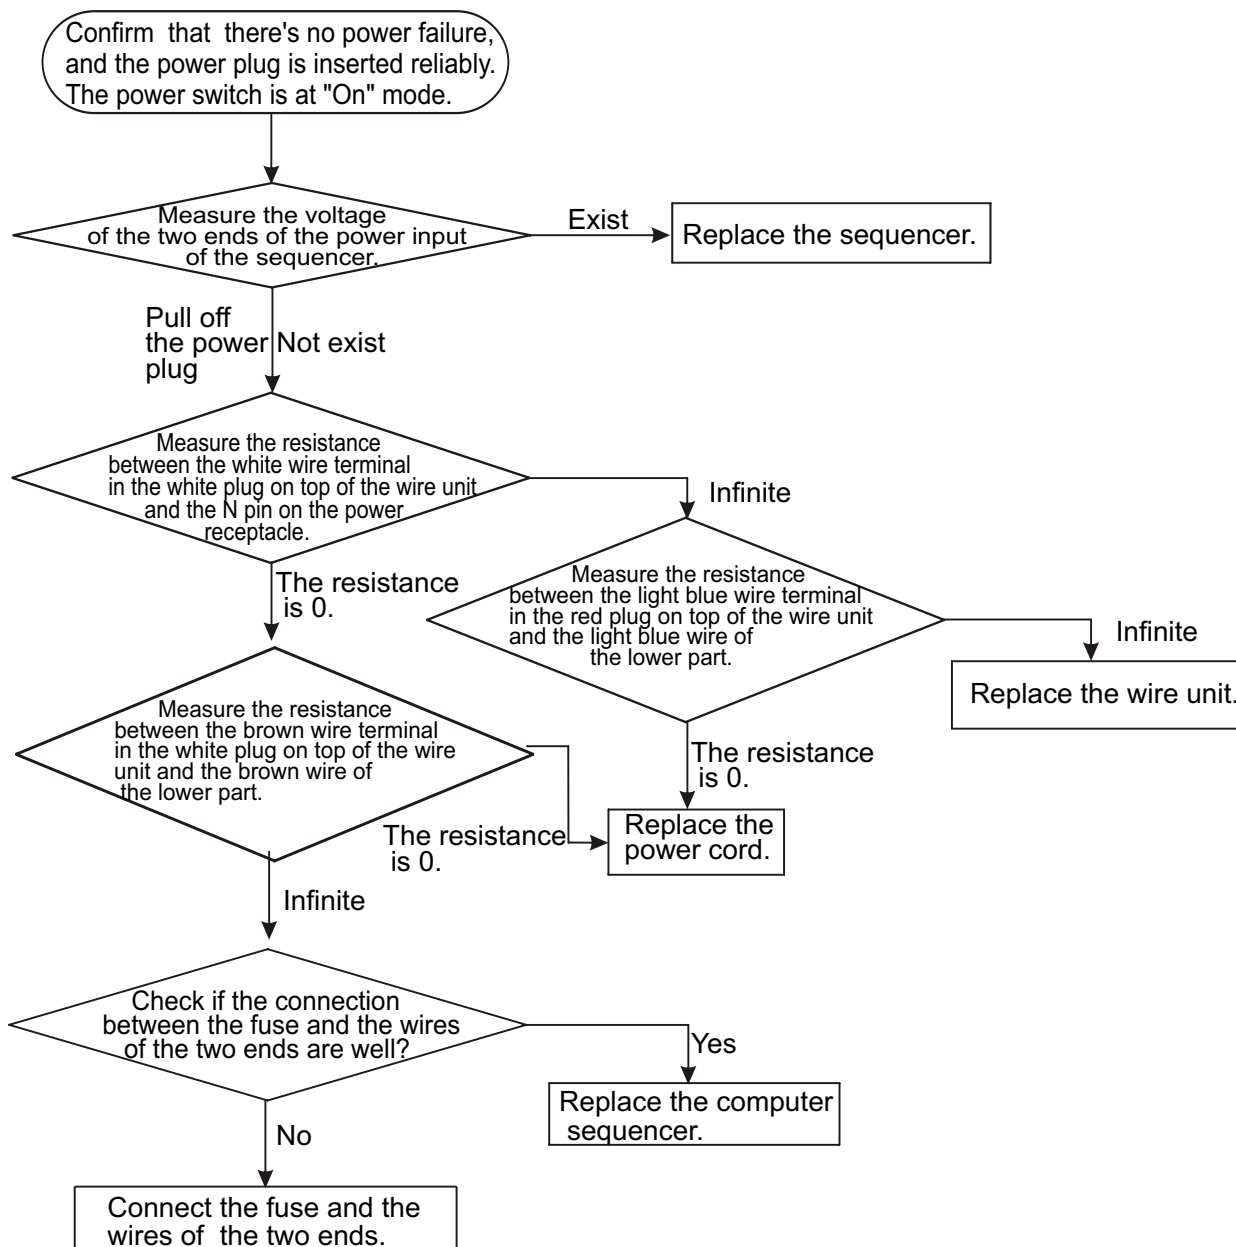 Confirm that there's no power failure,
and the power plug is inserted reliably.
The power switch is at "On" mode.
Measure the voltage
of the two ends of the power input
of the sequencer.
Exist
Replace the sequencer.
Pull off
the power
plug
Not exist
Measure the resistance
between the white wire terminal
in the white plug on top of the wire unit
and the N pin on the power
receptacle.
Infinite
The resistance
is 0.
Measure the resistance
between the light blue wire terminal
in the red plug on top of the wire unit
and the light blue wire of
the lower part.
Infinite
Replace the wire unit.
Measure the resistance
between the brown wire terminal
in the white plug on top of the wire
unit and the brown wire of
the lower part.
The resistance
is 0.
The resistance
is 0.
Replace the
power cord.
Infinite
Check if the connection
between the fuse and the wires
of the two ends are well?
Yes
Replace the computer
sequencer.
No
Connect the fuse and the
wires of the two ends.